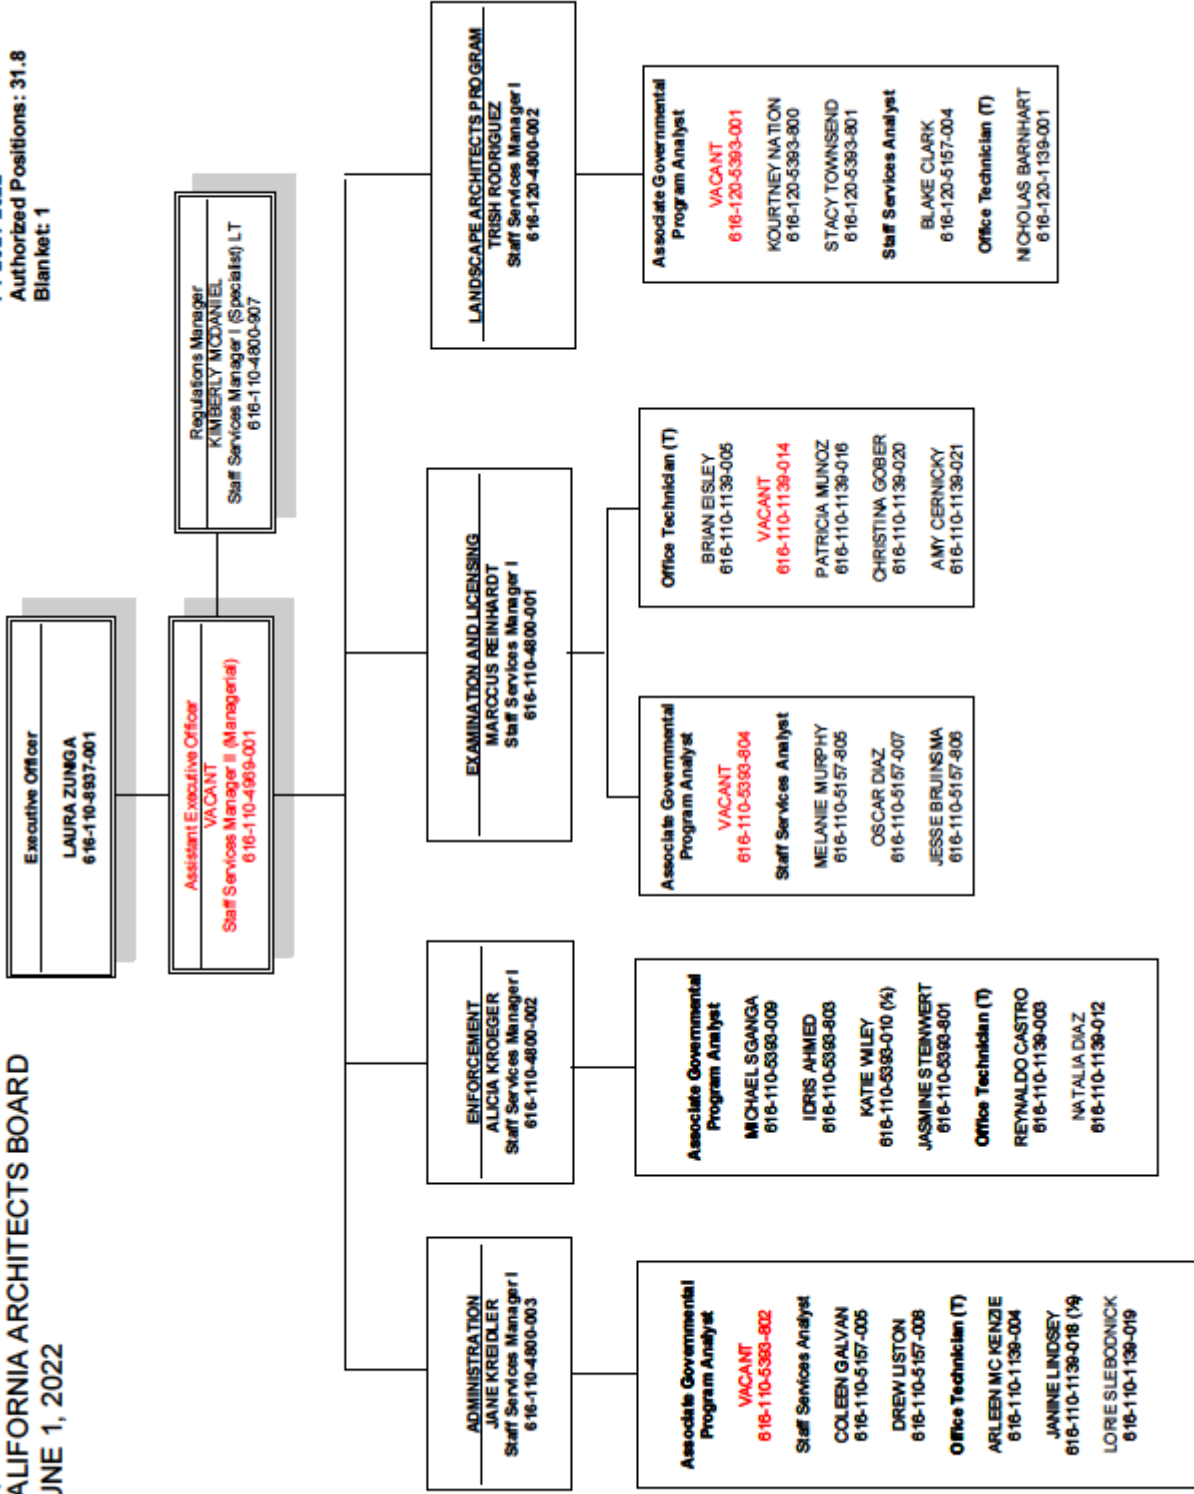 ALIFORNIA ARCHITECTS BOARD
UNE 1, 2022
Authorized Positions: 31.8
Blanket: 1
Executive Officer
LAURA ZUNIGA
616-110-8937-001
Assistant Executive Officer
VACANT
Staff Services Manager II (Managerial)
616-110-4969-001
Regulations Manager
KIMBERLY MCDANIEL
Staff Services Manager I (Specialist) LT
616-110-4800-907
ADMINISTRATION
JANE KREIDLER
Staff Services Manager I
616-110-4800-003
ENFORCEMENT
ALICIA KROEGER
Staff Services Manager I
616-110-4800-002
EXAMINATION AND LICENSING
MARCCUS REINHARDT
Staff Services Manager I
616-110-4800-001
LANDSCAPE ARCHITECTS PROGRAM
TRISH RODRIGUEZ
Staff Services Manager I
616-120-4800-002
Associate Governmental
Program Analyst
VACANT
616-110-5393-802
Staff Services Analyst
COLEEN GALVAN
616-110-5157-005
DREW LISTON
616-110-5157-008
Office Technician (T)
ARLEEN MC KENZIE
616-110-1139-004
JANINE LINDSEY
616-110-1139-018 (½)
LORIE SLEBODNICK
616-110-1139-019
Associate Governmental
Program Analyst
MICHAEL SGANGA
616-110-5393-009
IDRIS AHMED
616-110-5393-803
KATIE WILEY
616-110-5393-010 (¾)
JASMINE STEINWERT
616-110-5393-801
Office Technician (T)
REYNALDO CASTRO
616-110-1139-003
NATALIA DIAZ
616-110-1139-012
Associate Governmental
Program Analyst
VACANT
616-110-5393-804
Staff Services Analyst
MELANIE MURPHY
616-110-5157-805
OSCAR DIAZ
616-110-5157-007
JESSE BRUINSMA
616-110-5157-806
Office Technician (T)
BRIAN EISLEY
616-110-1139-005
VACANT
616-110-1139-014
PATRICIA MUNOZ
616-110-1139-016
CHRISTINA GOBER
616-110-1139-020
AMY CERNICKY
616-110-1139-021
Associate Governmental
Program Analyst
VACANT
616-120-5393-001
KOURTNEY NATION
616-120-5393-800
STACY TOWNSEND
616-120-5393-801
Staff Services Analyst
BLAKE CLARK
616-120-5157-004
Office Technician (T)
NICHOLAS BARNHART
616-120-1139-001